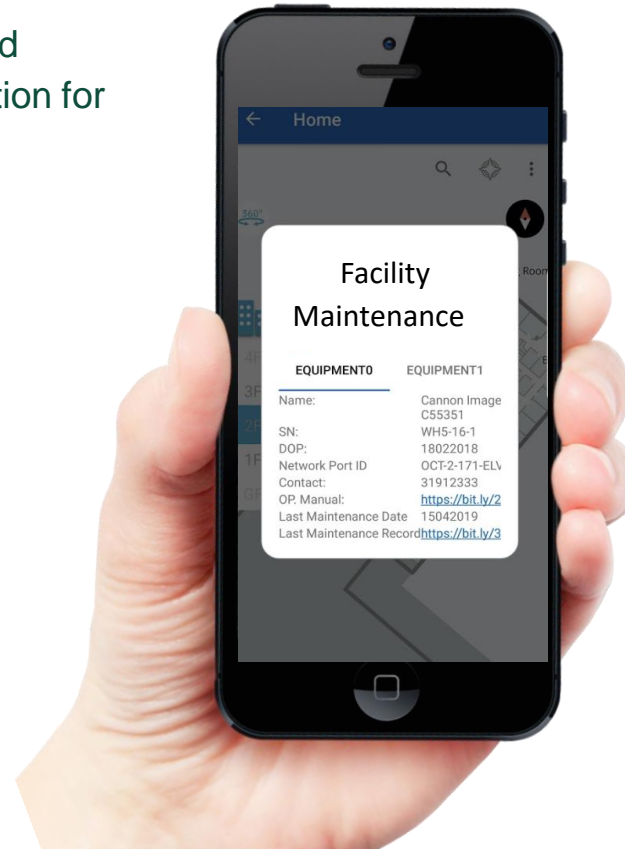 d
tion for
Home
360°
Room
Facility
Maintenance
EQUIPMENT0 EQUIPMENT1
Name: Cannon Image
C55351
SN: WH5-16-1
DOP: 18022018
Network Port ID OCT-2-171-ELV
Contact: 31912333
OP. Manual: https://bit.ly/2
Last Maintenance Date 15042019
Last Maintenance Record https://bit.ly/3
4F
3F
2F
1F
GF